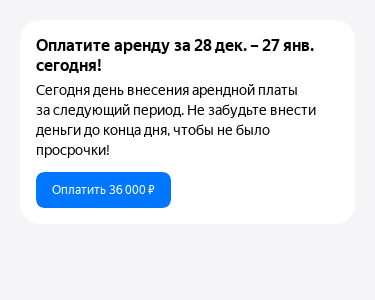 Оплатите аренду за 28 дек. – 27 янв.
сегодня!
Сегодня день внесения арендной платы
за следующий период. Не забудьте внести
деньги до конца дня, чтобы не было
просрочки!
Оплатить 36 000 ₽